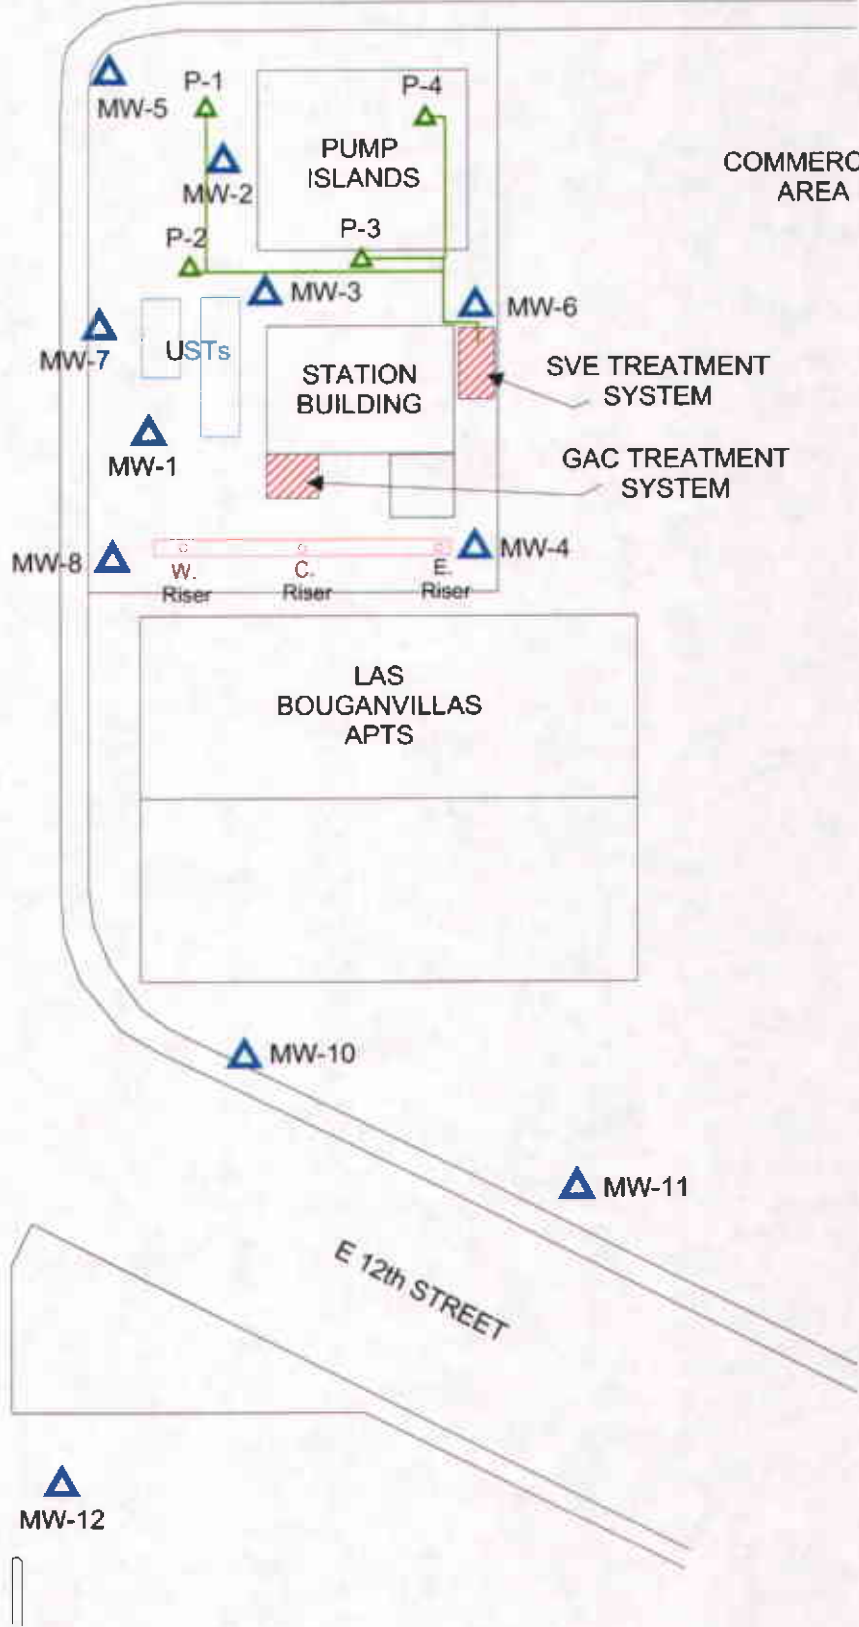 P-1
P-4
MW-5
PUMP
ISLANDS
COMMERC
AREA
MW-2
P-2
P-3
MW-3
MW-6
MW-7
USTs
STATION
BUILDING
SVE TREATMENT
SYSTEM
MW-1
GAC TREATMENT
SYSTEM
MW-8
MW-4
W.
Riser
C.
Riser
E.
Riser
LAS
BOUGANVILLAS
APTS
MW-10
MW-11
E 12th STREET
MW-12